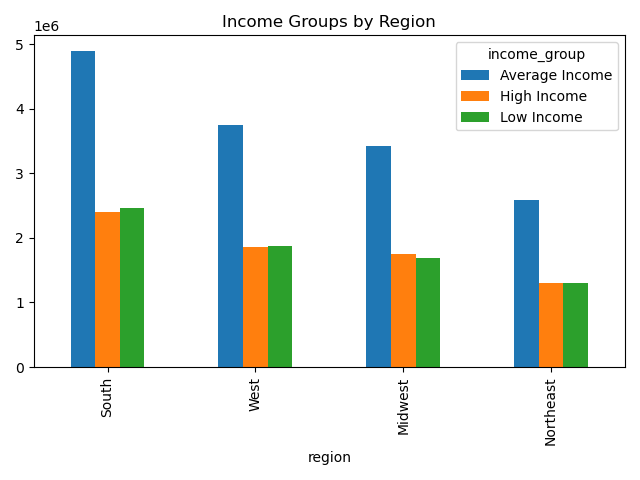 Income Groups by Region
1e6
5
4
3
2
1
0
income_group
Average Income
High Income
Low Income
South
West
Midwest
Northeast
region